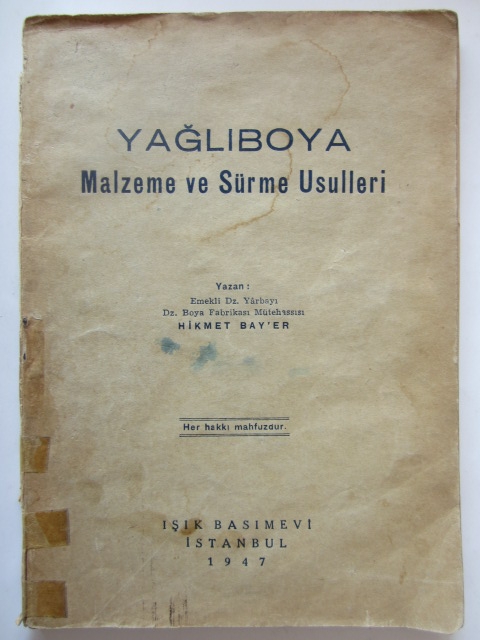 YAĞLIBOYA
Malzeme ve Sürme Usulleri
Yazan :
Emekli Dz. Yârbayı
Dz. Boya Fabrikası Mütehassısı
HİKMET BAY'ER
Her hakkı mahfuzdur.
IŞIK BASIMEVİ
İSTANBUL
1947